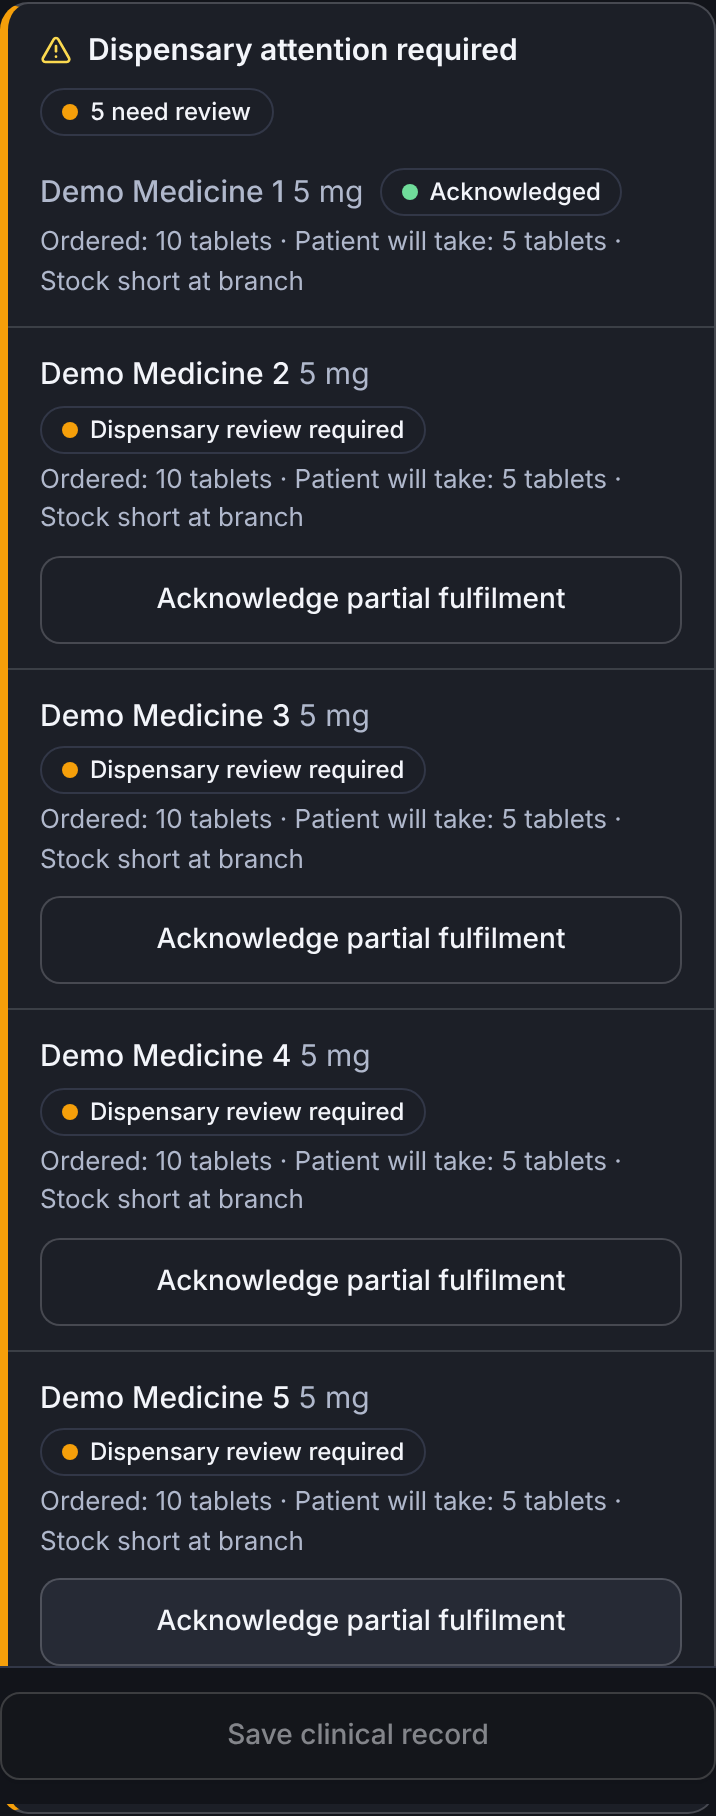 Dispensary attention required
5 need review
Demo Medicine 1 5 mg Acknowledged
Ordered: 10 tablets · Patient will take: 5 tablets ·
Stock short at branch
Demo Medicine 2 5 mg
Dispensary review required
Ordered: 10 tablets · Patient will take: 5 tablets ·
Stock short at branch
Acknowledge partial fulfilment
Demo Medicine 3 5 mg
Dispensary review required
Ordered: 10 tablets · Patient will take: 5 tablets ·
Stock short at branch
Acknowledge partial fulfilment
Demo Medicine 4 5 mg
Dispensary review required
Ordered: 10 tablets · Patient will take: 5 tablets ·
Stock short at branch
Acknowledge partial fulfilment
Demo Medicine 5 5 mg
Dispensary review required
Ordered: 10 tablets · Patient will take: 5 tablets ·
Stock short at branch
Acknowledge partial fulfilment
Save clinical record